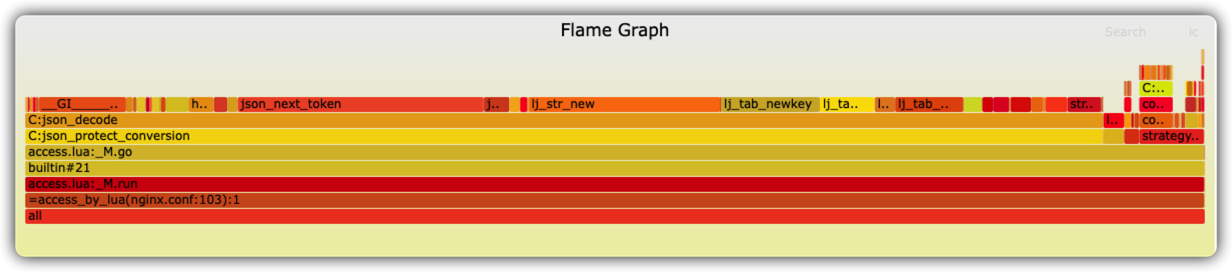 Flame Graph
Search ic
C:..
__GI_____.. h.. json_next_token j.. lj_str_new lj_tab_newkey lj_ta.. l.. lj_tab_.. str.. co..
C:json_decode l.. co..
C:json_protect_conversion strategy..
access.lua:_M.go
builtin#21
access.lua:_M.run
=access_by_lua(nginx.conf:103):1
all